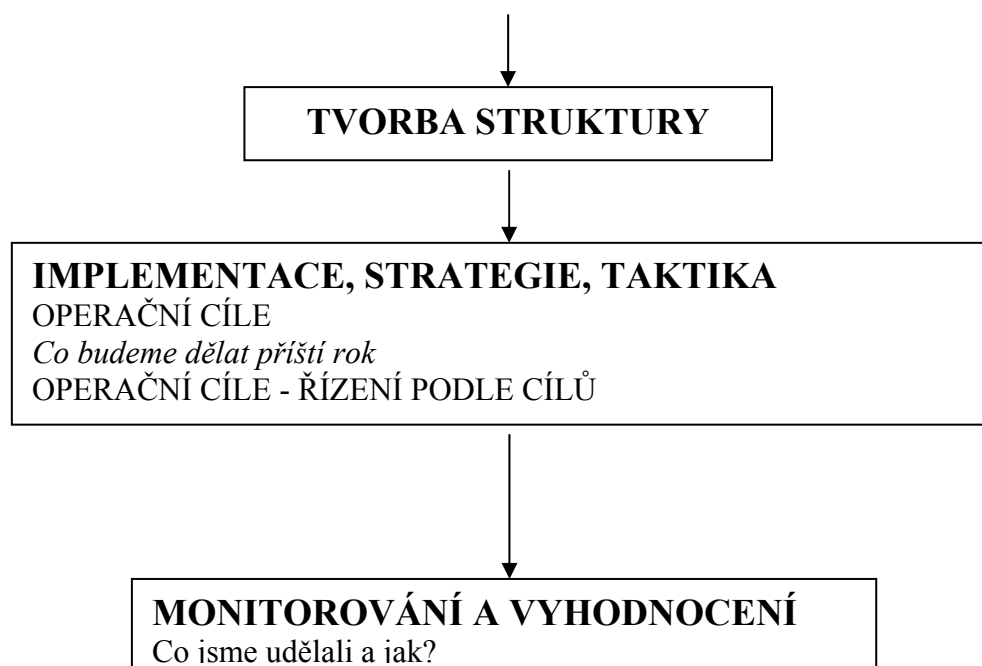 TVORBA STRUKTURY
IMPLEMENTACE, STRATEGIE, TAKTIKA
OPERAČNÍ CÍLE
Co budeme dělat příští rok
OPERAČNÍ CÍLE - ŘÍZENÍ PODLE CÍLŮ
MONITOROVÁNÍ A VYHODNOCENÍ
Co jsme udělali a jak?